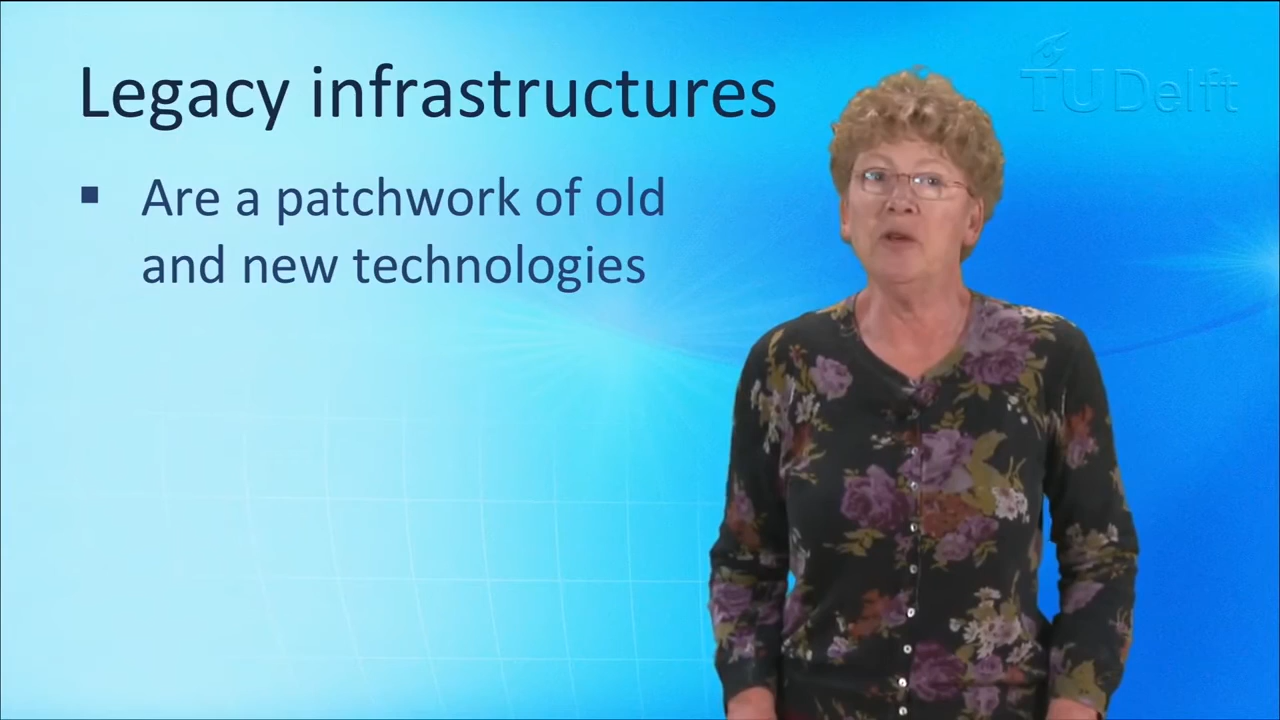 Legacy infrastructures
TU Delft
▪ Are a patchwork of old
and new technologies